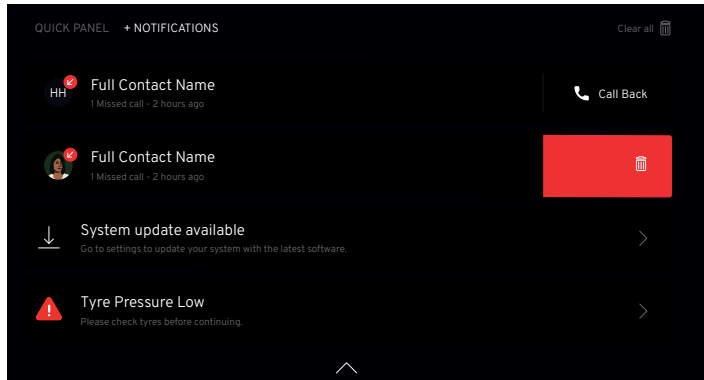 QUICK PANEL + NOTIFICATIONS Clear all
HH Full Contact Name
1 Missed call - 2 hours ago
Call Back
Full Contact Name
1 Missed call - 2 hours ago
System update available
Go to settings to update your system with the latest software.
Tyre Pressure Low
Please check tyres before continuing.